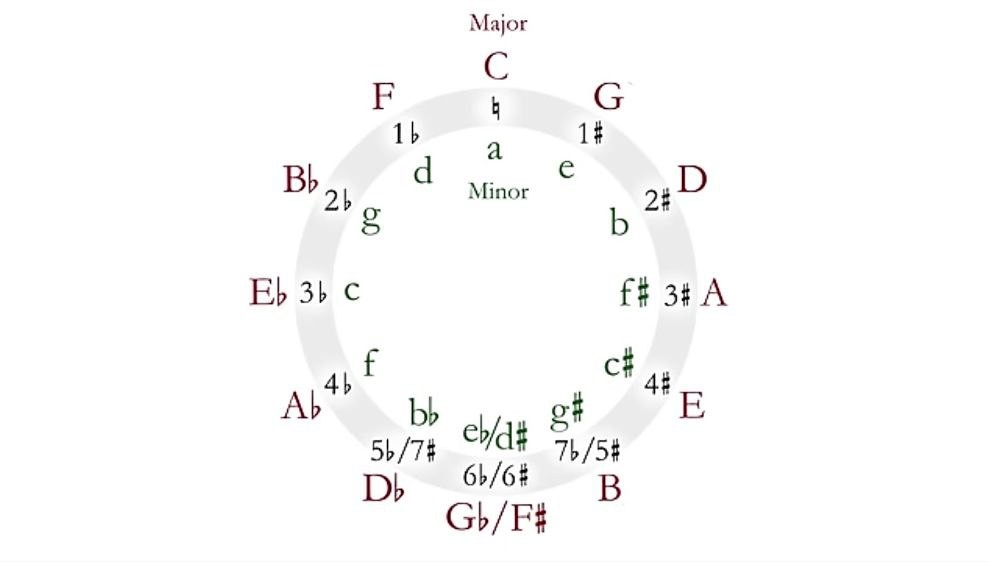 Major
C
F
G
♮
1♭
1♯
a
d
e
B♭
D
Minor
2♭
2♯
g
b
E♭
3♭
c
f♯
3♯
A
f
c♯
4♭
4♯
A♭
E
b♭
g♯
e♭/d♯
5♭/7♯
7♭/5♯
6♭/6♯
D♭
B
G♭/F♯